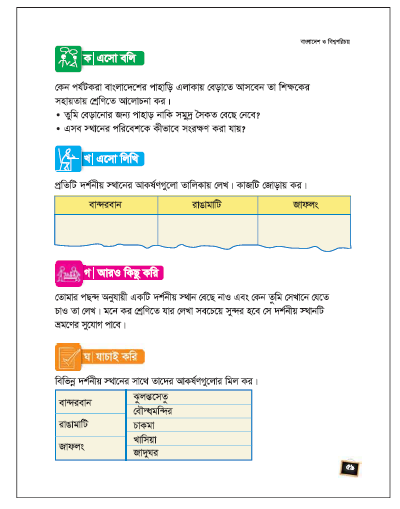 বাংলাদেশ ও বিশ্বপরিচয়
ক এসো বলি
কেন পর্যটকরা বাংলাদেশের পাহাড়ি এলাকায় বেড়াতে আসবেন তা শিক্ষকের
সহায়তায় শ্রেণিতে আলোচনা কর।
• তুমি বেড়ানোর জন্য পাহাড় নাকি সমুদ্র সৈকত বেছে নেবে?
• এসব স্থানের পরিবেশকে কীভাবে সংরক্ষণ করা যায়?
খ এসো লিখি
প্রতিটি দর্শনীয় স্থানের আকর্ষণগুলো তালিকায় লেখ। কাজটি জোড়ায় কর।
বান্দরবান রাঙামাটি জাফলং
গ আরও কিছু করি
তোমার পছন্দ অনুযায়ী একটি দর্শনীয় স্থান বেছে নাও এবং কেন তুমি সেখানে যেতে
চাও তা লেখ। মনে কর শ্রেণিতে যার লেখা সবচেয়ে সুন্দর হবে সে দর্শনীয় স্থানটি
ভ্রমণের সুযোগ পাবে।
ঘ যাচাই করি
বিভিন্ন দর্শনীয় স্থানের সাথে তাদের আকর্ষণগুলোর মিল কর।
বান্দরবান
রাঙামাটি
জাফলং
ঝুলন্তসেতু
বৌদ্ধমন্দির
চাকমা
খাসিয়া
জাদুঘর
৫৯